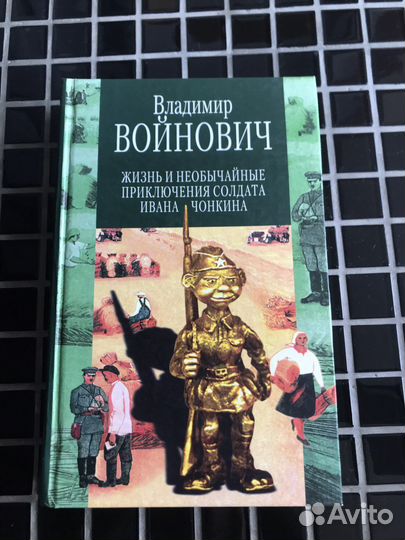 Владимир
ВОЙНОВИЧ
ЖИЗНЬ И НЕОБЫЧАЙНЫЕ
ПРИКЛЮЧЕНИЯ СОЛДАТА
ИВАНА ЧОНКИНА
Avito